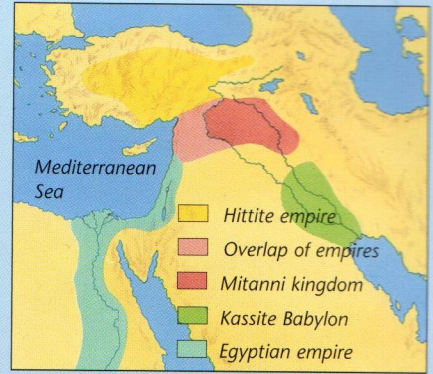 Mediterranean
Sea
Hittite empire
Overlap of empires
Mitanni kingdom
Kassite Babylon
Egyptian empire